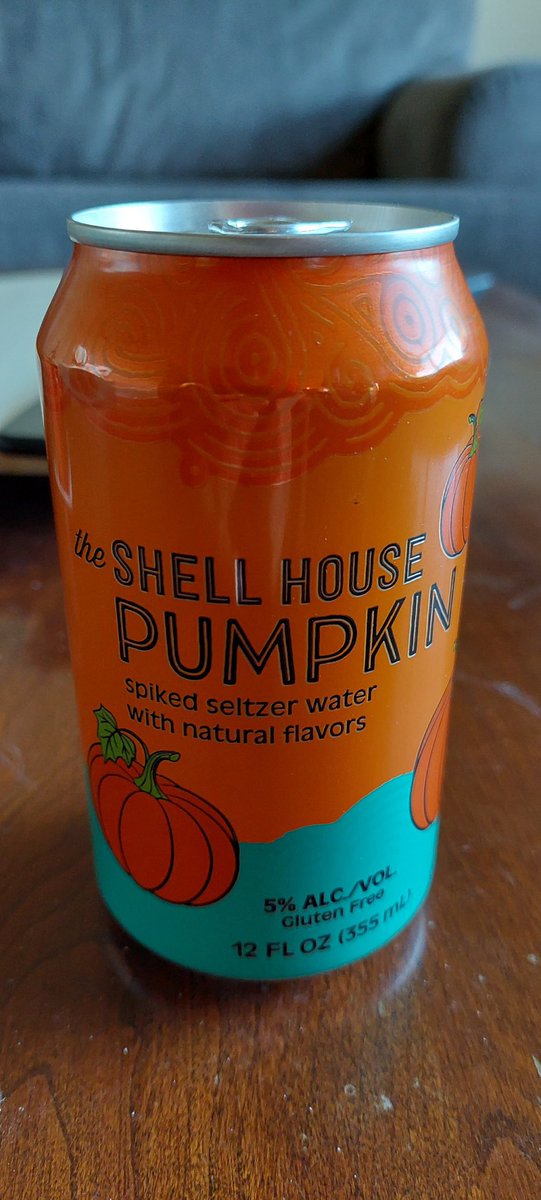 the SHELL HOUSE
PUMPKIN
spiked seltzer water
with natural flavors
5% ALC./VOL.
Gluten Free
12 FL OZ (355 mL)